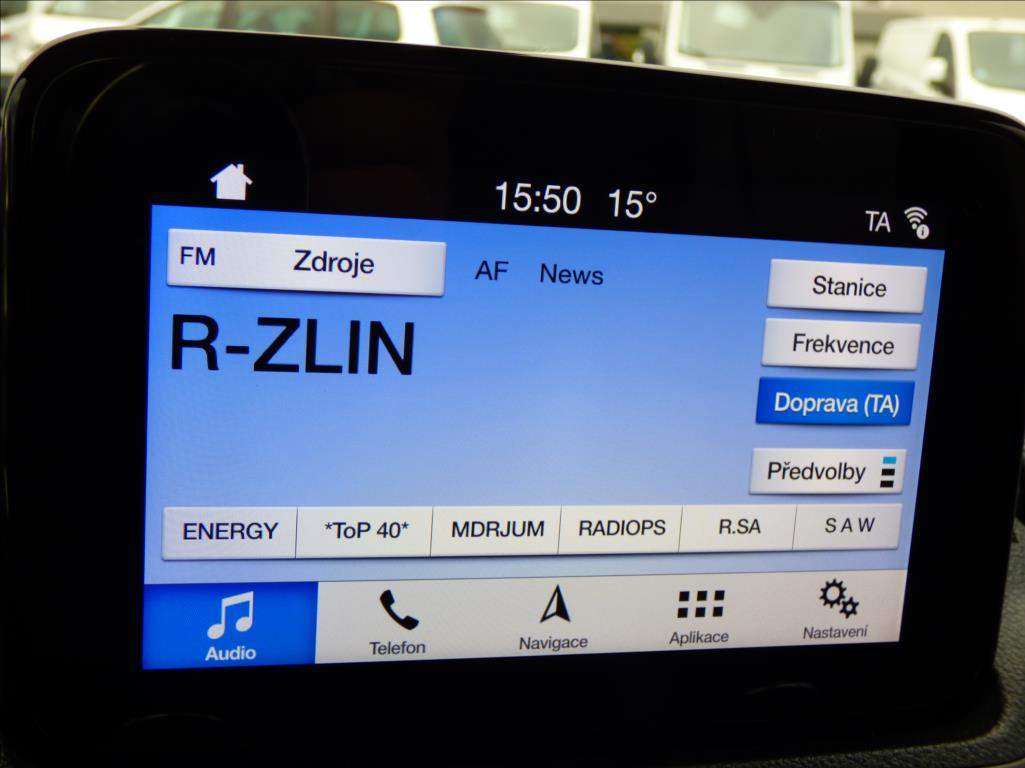 15:50 15°
TA
FM Zdroje
AF News
R-ZLIN
Stanice
Frekvence
Doprava (TA)
Předvolby
ENERGY *ToP 40* MDRJUM RADIOPS R.SA S A W
Audio Telefon Navigace Aplikace Nastavení